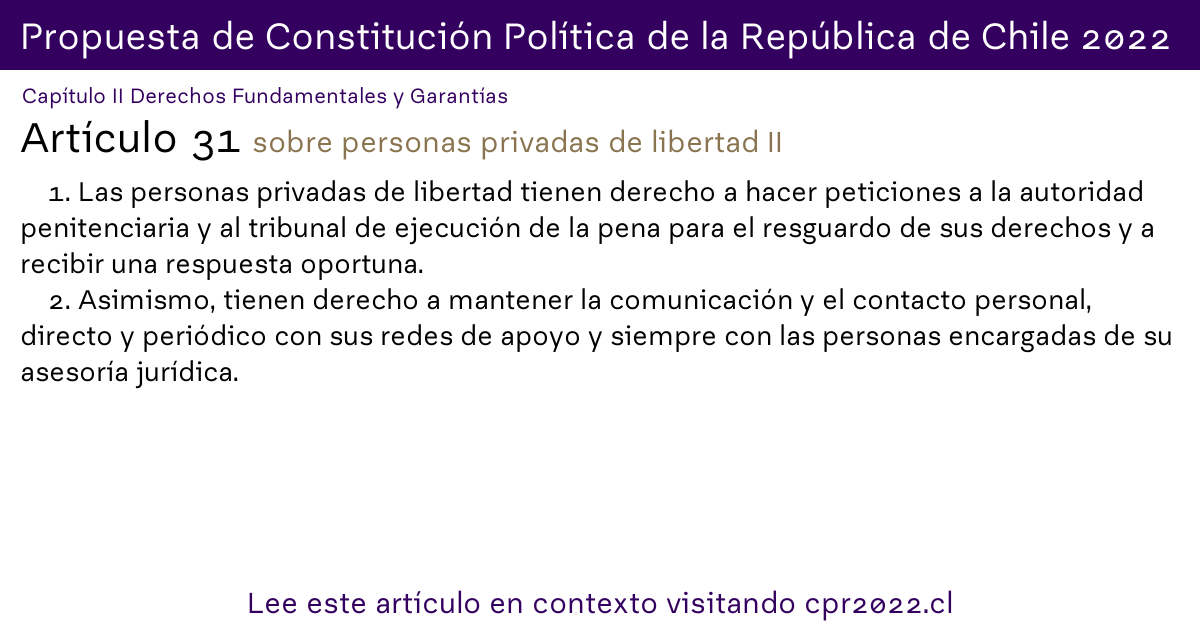 Propuesta de Constitución Política de la República de Chile 2022
Capítulo II Derechos Fundamentales y Garantías
Artículo 31 sobre personas privadas de libertad II
1. Las personas privadas de libertad tienen derecho a hacer peticiones a la autoridad
penitenciaria y al tribunal de ejecución de la pena para el resguardo de sus derechos y a
recibir una respuesta oportuna.
2. Asimismo, tienen derecho a mantener la comunicación y el contacto personal,
directo y periódico con sus redes de apoyo y siempre con las personas encargadas de su
asesoría jurídica.
Lee este artículo en contexto visitando cpr2022.cl